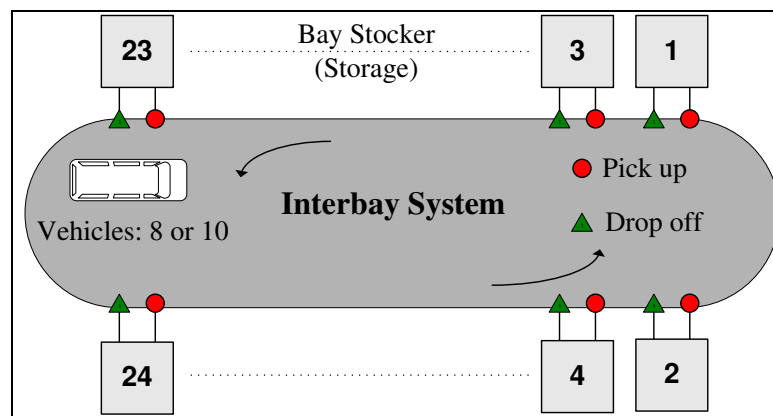 23
Bay Stocker
(Storage)
3
1
Pick up
Interbay System
Drop off
Vehicles: 8 or 10
24
4
2